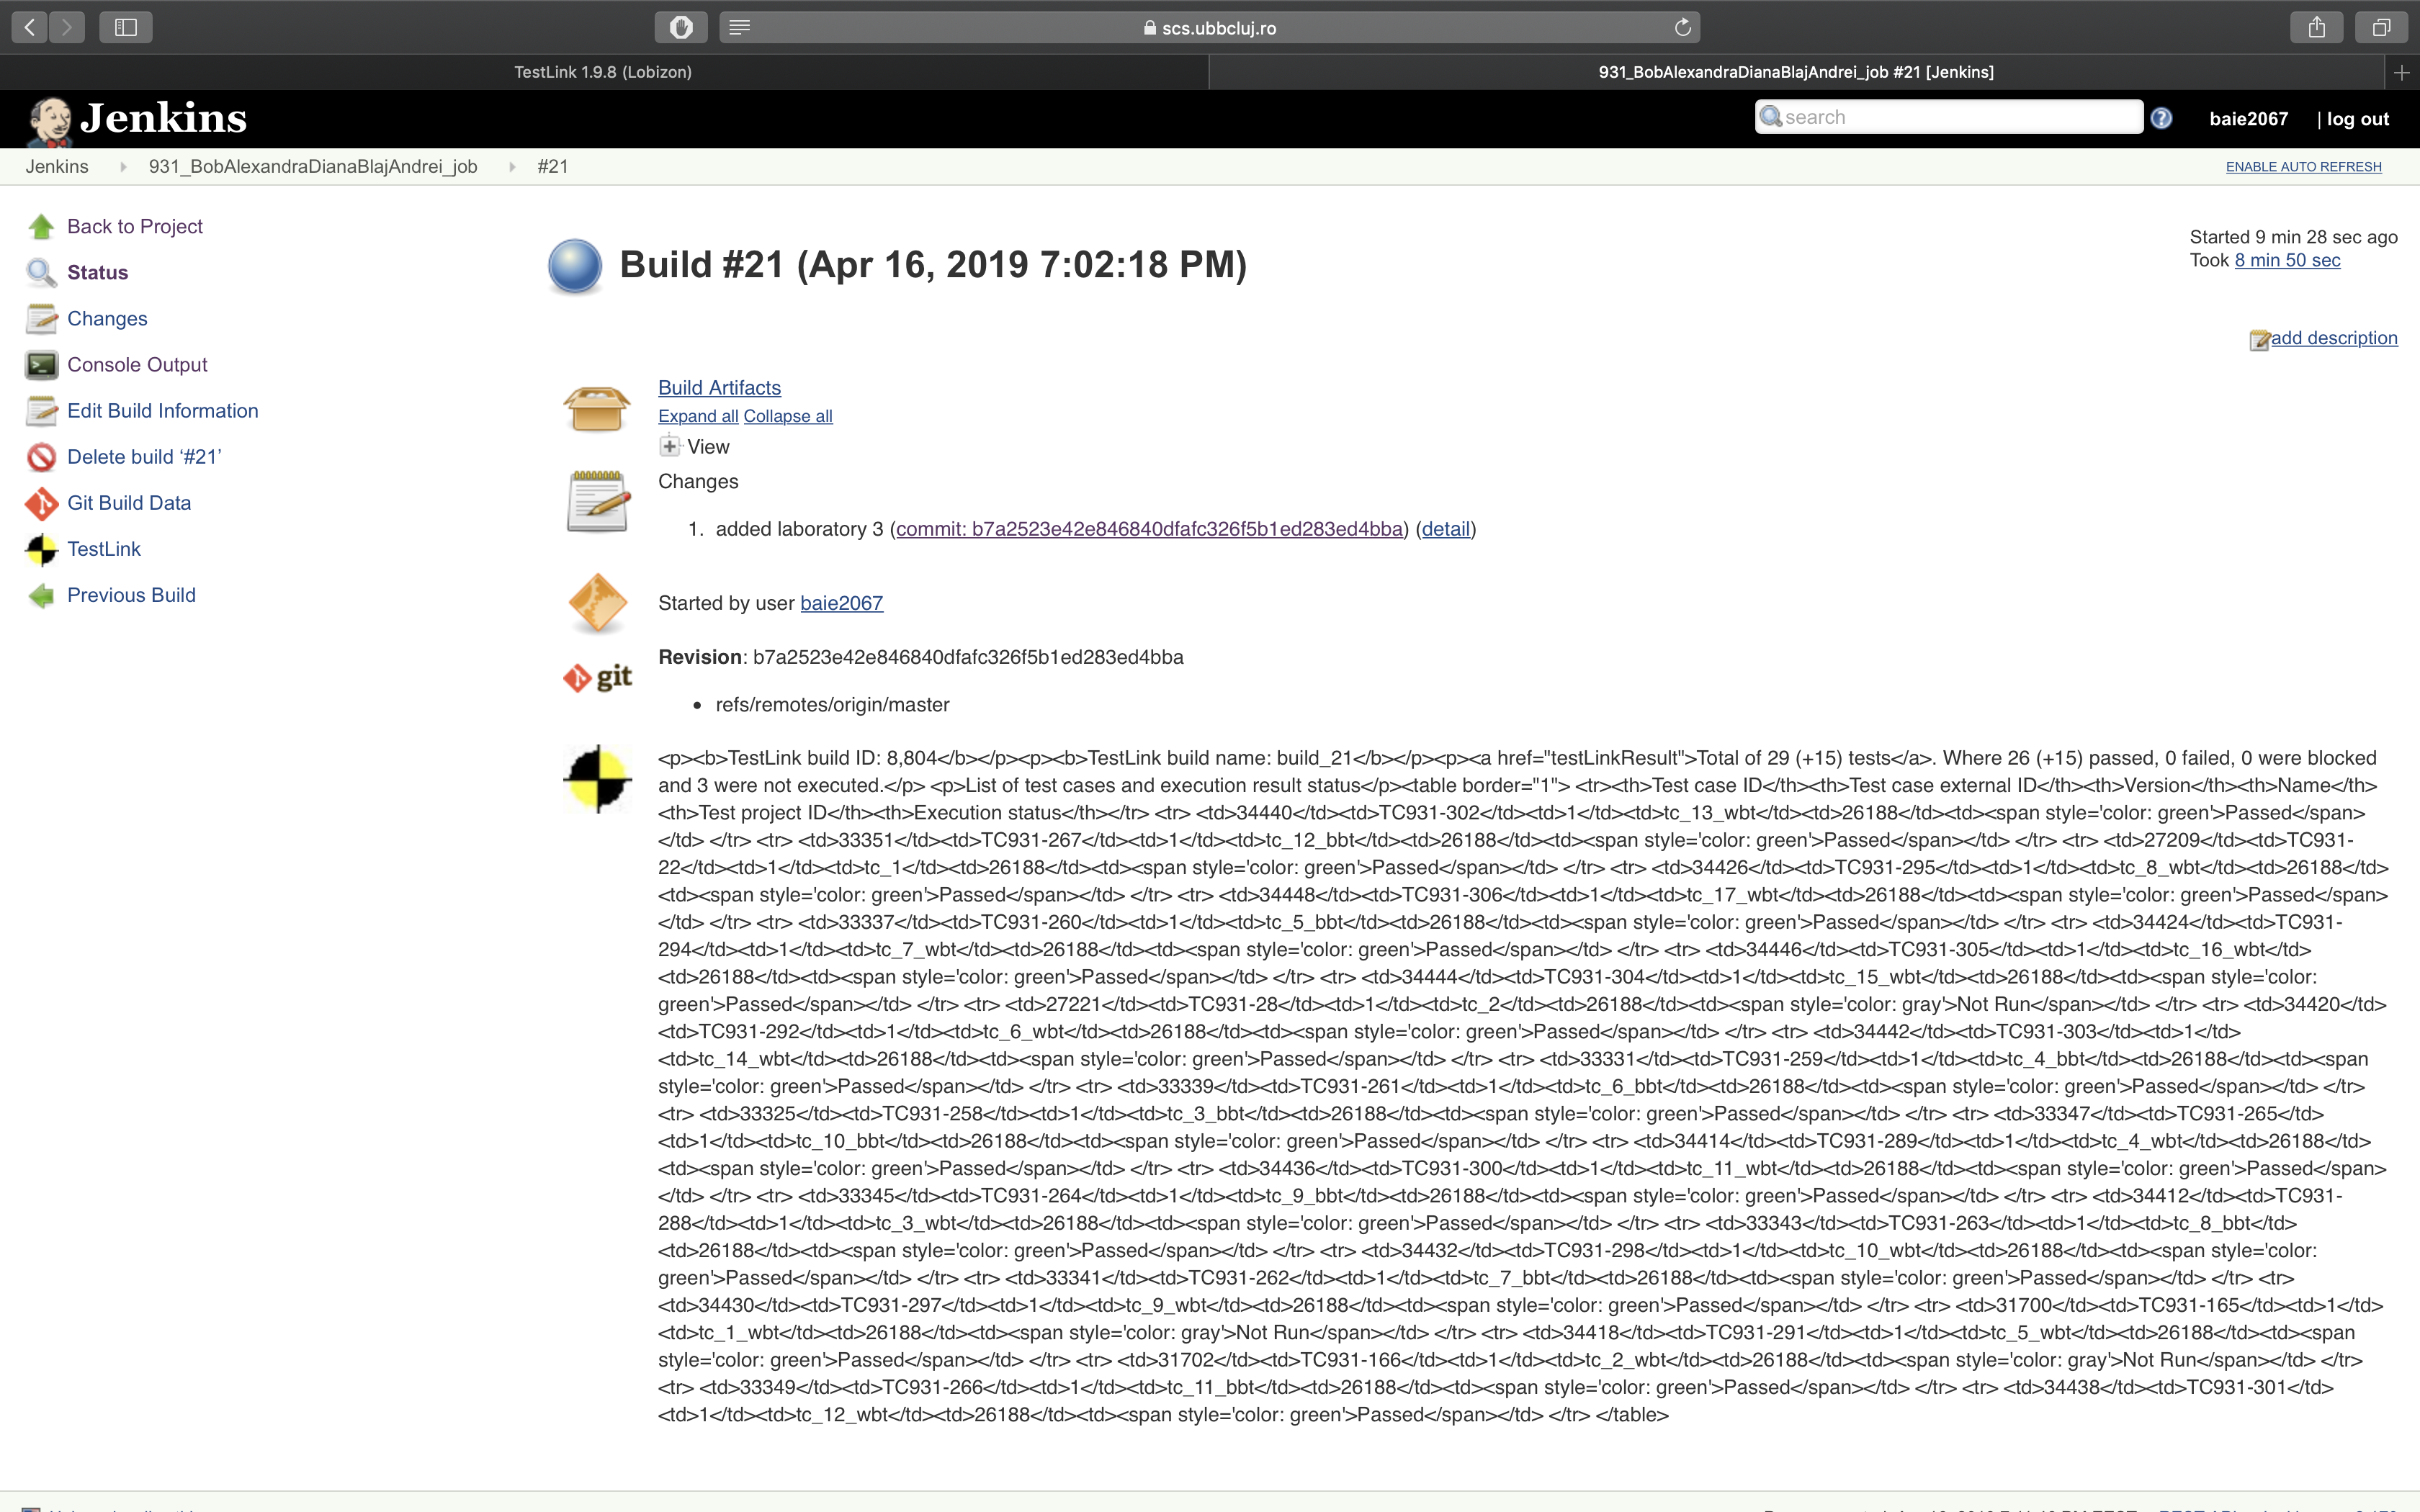 scs.ubbcluj.ro
TestLink 1.9.8 (Lobizon)
931_BobAlexandraDianaBlajAndrei_job #21 [Jenkins]
Jenkins
search
baie2067
| log out
Jenkins
931_BobAlexandraDianaBlajAndrei_job
#21
ENABLE AUTO REFRESH
Back to Project
Status
Changes
Console Output
Edit Build Information
Delete build ‘#21’
Git Build Data
TestLink
Previous Build
Build #21 (Apr 16, 2019 7:02:18 PM)
Started 9 min 28 sec ago
Took 8 min 50 sec
add description
Build Artifacts
Expand all Collapse all
View
Changes
1. added laboratory 3 (commit: b7a2523e42e846840dfafc326f5b1ed283ed4bba) (detail)
Started by user baie2067
git
Revision: b7a2523e42e846840dfafc326f5b1ed283ed4bba
• refs/remotes/origin/master
<p><b>TestLink build ID: 8,804</b></p><p><b>TestLink build name: build_21</b></p><p><a href="testLinkResult">Total of 29 (+15) tests</a>. Where 26 (+15) passed, 0 failed, 0 were blocked
and 3 were not executed.</p> <p>List of test cases and execution result status</p><table border="1"> <tr><th>Test case ID</th><th>Test case external ID</th><th>Version</th><th>Name</th>
<th>Test project ID</th><th>Execution status</th></tr> <tr> <td>34440</td><td>TC931-302</td><td>1</td><td>tc_13_wbt</td><td>26188</td><td><span style='color: green'>Passed</span>
</td> </tr> <tr> <td>33351</td><td>TC931-267</td><td>1</td><td>tc_12_bbt</td><td>26188</td><td><span style='color: green'>Passed</span></td> </tr> <tr> <td>27209</td><td>TC931-
22</td><td>1</td><td>tc_1</td><td>26188</td><td><span style='color: green'>Passed</span></td> </tr> <tr> <td>34426</td><td>TC931-295</td><td>1</td><td>tc_8_wbt</td><td>26188</td>
<td><span style='color: green'>Passed</span></td> </tr> <tr> <td>34448</td><td>TC931-306</td><td>1</td><td>tc_17_wbt</td><td>26188</td><td><span style='color: green'>Passed</span>
</td> </tr> <tr> <td>33337</td><td>TC931-260</td><td>1</td><td>tc_5_bbt</td><td>26188</td><td><span style='color: green'>Passed</span></td> </tr> <tr> <td>34424</td><td>TC931-
294</td><td>1</td><td>tc_7_wbt</td><td>26188</td><td><span style='color: green'>Passed</span></td> </tr> <tr> <td>34446</td><td>TC931-305</td><td>1</td><td>tc_16_wbt</td>
<td>26188</td><td><span style='color: green'>Passed</span></td> </tr> <tr> <td>34444</td><td>TC931-304</td><td>1</td><td>tc_15_wbt</td><td>26188</td><td><span style='color:
green'>Passed</span></td> </tr> <tr> <td>27221</td><td>TC931-28</td><td>1</td><td>tc_2</td><td>26188</td><td><span style='color: gray'>Not Run</span></td> </tr> <tr> <td>34420</td>
<td>TC931-292</td><td>1</td><td>tc_6_wbt</td><td>26188</td><td><span style='color: green'>Passed</span></td> </tr> <tr> <td>34442</td><td>TC931-303</td><td>1</td>
<td>tc_14_wbt</td><td>26188</td><td><span style='color: green'>Passed</span></td> </tr> <tr> <td>33331</td><td>TC931-259</td><td>1</td><td>tc_4_bbt</td><td>26188</td><td><span
style='color: green'>Passed</span></td> </tr> <tr> <td>33339</td><td>TC931-261</td><td>1</td><td>tc_6_bbt</td><td>26188</td><td><span style='color: green'>Passed</span></td> </tr>
<tr> <td>33325</td><td>TC931-258</td><td>1</td><td>tc_3_bbt</td><td>26188</td><td><span style='color: green'>Passed</span></td> </tr> <tr> <td>33347</td><td>TC931-265</td>
<td>1</td><td>tc_10_bbt</td><td>26188</td><td><span style='color: green'>Passed</span></td> </tr> <tr> <td>34414</td><td>TC931-289</td><td>1</td><td>tc_4_wbt</td><td>26188</td>
<td><span style='color: green'>Passed</span></td> </tr> <tr> <td>34436</td><td>TC931-300</td><td>1</td><td>tc_11_wbt</td><td>26188</td><td><span style='color: green'>Passed</span>
</td> </tr> <tr> <td>33345</td><td>TC931-264</td><td>1</td><td>tc_9_bbt</td><td>26188</td><td><span style='color: green'>Passed</span></td> </tr> <tr> <td>34412</td><td>TC931-
288</td><td>1</td><td>tc_3_wbt</td><td>26188</td><td><span style='color: green'>Passed</span></td> </tr> <tr> <td>33343</td><td>TC931-263</td><td>1</td><td>tc_8_bbt</td>
<td>26188</td><td><span style='color: green'>Passed</span></td> </tr> <tr> <td>34432</td><td>TC931-298</td><td>1</td><td>tc_10_wbt</td><td>26188</td><td><span style='color:
green'>Passed</span></td> </tr> <tr> <td>33341</td><td>TC931-262</td><td>1</td><td>tc_7_bbt</td><td>26188</td><td><span style='color: green'>Passed</span></td> </tr> <tr>
<td>34430</td><td>TC931-297</td><td>1</td><td>tc_9_wbt</td><td>26188</td><td><span style='color: green'>Passed</span></td> </tr> <tr> <td>31700</td><td>TC931-165</td><td>1</td>
<td>tc_1_wbt</td><td>26188</td><td><span style='color: gray'>Not Run</span></td> </tr> <tr> <td>34418</td><td>TC931-291</td><td>1</td><td>tc_5_wbt</td><td>26188</td><td><span
style='color: green'>Passed</span></td> </tr> <tr> <td>31702</td><td>TC931-166</td><td>1</td><td>tc_2_wbt</td><td>26188</td><td><span style='color: gray'>Not Run</span></td> </tr>
<tr> <td>33349</td><td>TC931-266</td><td>1</td><td>tc_11_bbt</td><td>26188</td><td><span style='color: green'>Passed</span></td> </tr> <tr> <td>34438</td><td>TC931-301</td>
<td>1</td><td>tc_12_wbt</td><td>26188</td><td><span style='color: green'>Passed</span></td> </tr> </table>